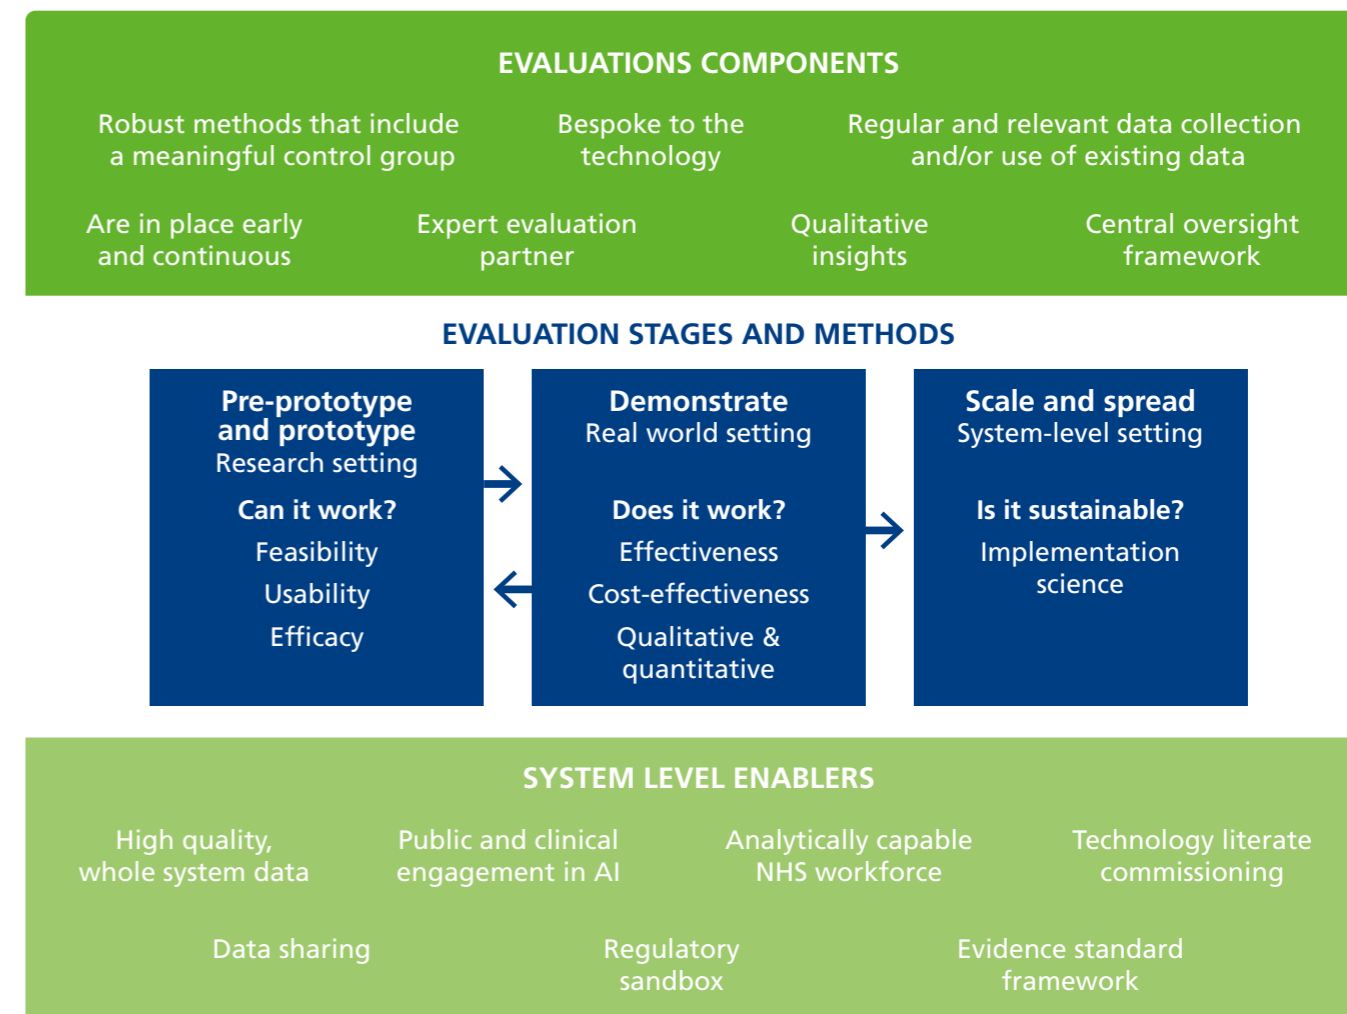 EVALUATIONS COMPONENTS
Robust methods that include
a meaningful control group
Bespoke to the
technology
Regular and relevant data collection
and/or use of existing data
Are in place early
and continuous
Expert evaluation
partner
Qualitative
insights
Central oversight
framework
EVALUATION STAGES AND METHODS
Pre-prototype
and prototype
Research setting
Can it work?
Feasibility
Usability
Efficacy
Demonstrate
Real world setting
Does it work?
Effectiveness
Cost-effectiveness
Qualitative &
quantitative
Scale and spread
System-level setting
Is it sustainable?
Implementation
science
SYSTEM LEVEL ENABLERS
High quality,
whole system data
Public and clinical
engagement in AI
Analytically capable
NHS workforce
Technology literate
commissioning
Data sharing
Regulatory
sandbox
Evidence standard
framework